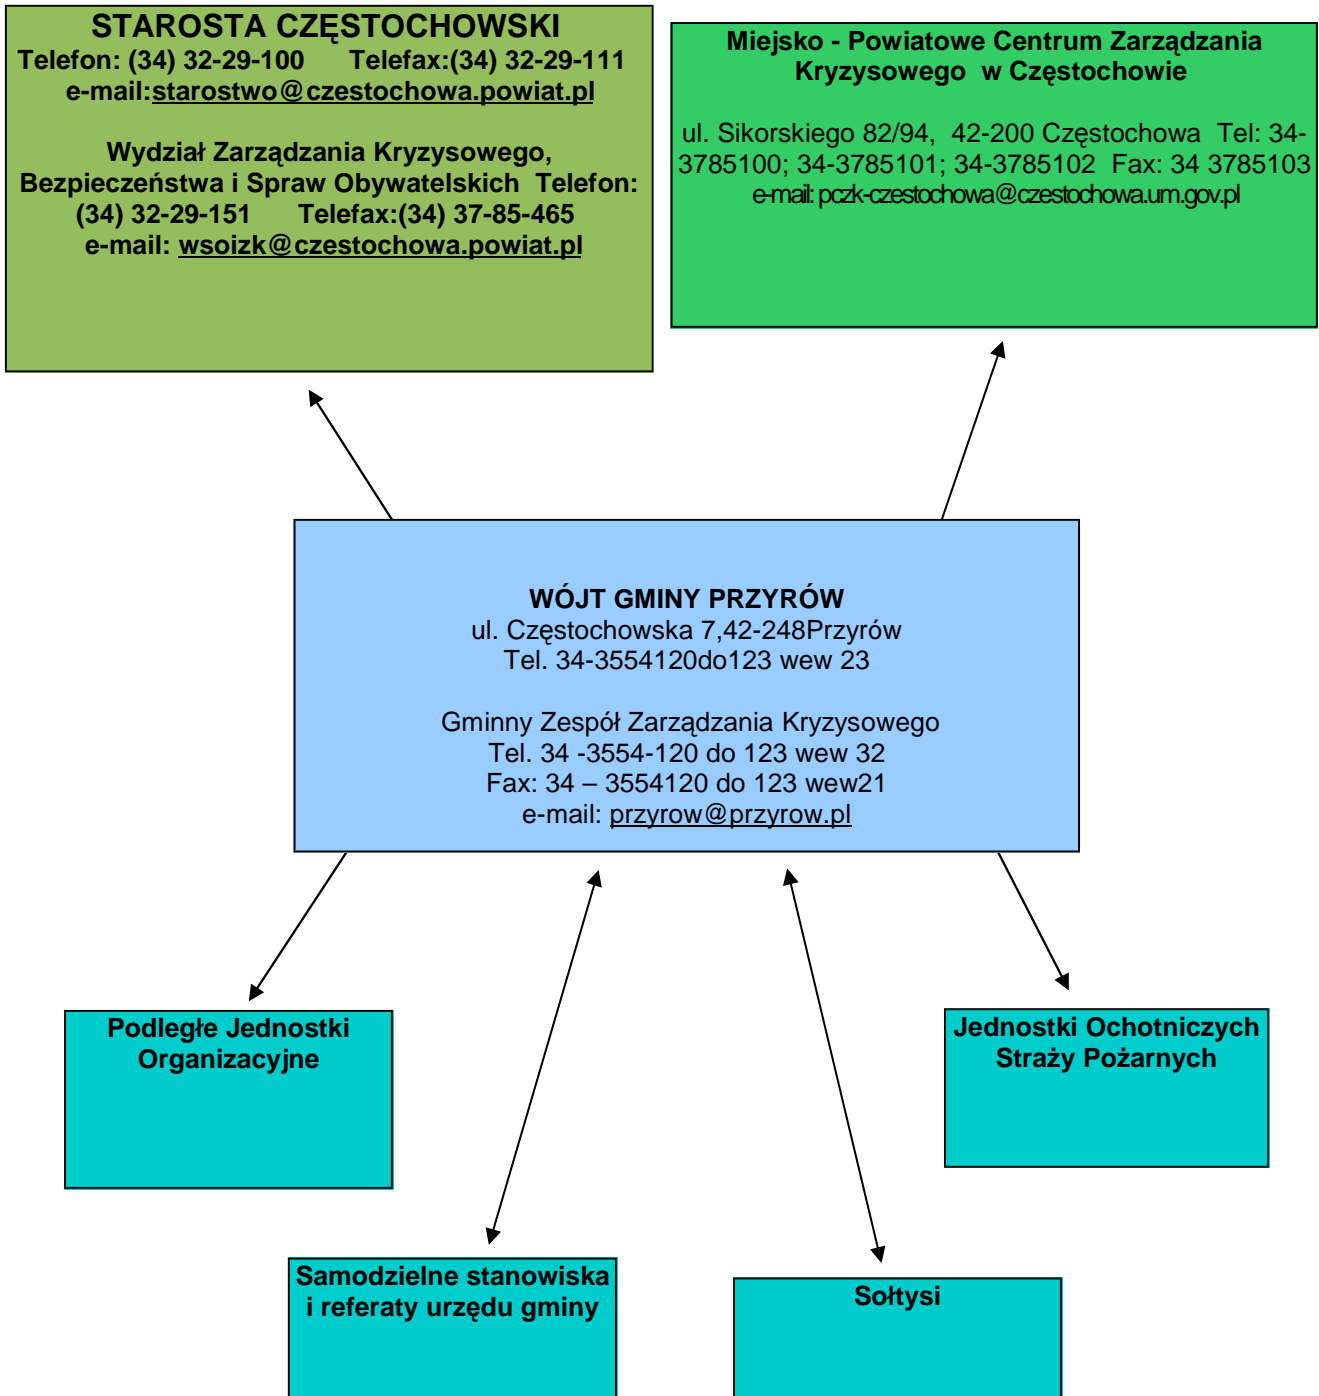 STAROSTA CZĘSTOCHOWSKI
Telefon: (34) 32-29-100 Telefax:(34) 32-29-111
e-mail:starostwo@czestochowa.powiat.pl
Wydział Zarządzania Kryzysowego,
Bezpieczeństwa i Spraw Obywatelskich Telefon:
(34) 32-29-151 Telefax:(34) 37-85-465
e-mail: wsoizk@czestochowa.powiat.pl
Miejsko - Powiatowe Centrum Zarządzania
Kryzysowego w Częstochowie
ul. Sikorskiego 82/94, 42-200 Częstochowa Tel: 34-
3785100; 34-3785101; 34-3785102 Fax: 34 3785103
e-mail: pczk-czestochowa@czestochowa.um.gov.pl
WÓJT GMINY PRZYRÓW
ul. Częstochowska 7,42-248Przyrów
Tel. 34-3554120do123 wew 23
Gminny Zespół Zarządzania Kryzysowego
Tel. 34 -3554-120 do 123 wew 32
Fax: 34 – 3554120 do 123 wew21
e-mail: przyrow@przyrow.pl
Podległe Jednostki
Organizacyjne
Jednostki Ochotniczych
Straży Pożarnych
Samodzielne stanowiska
i referaty urzędu gminy
Sołtysi